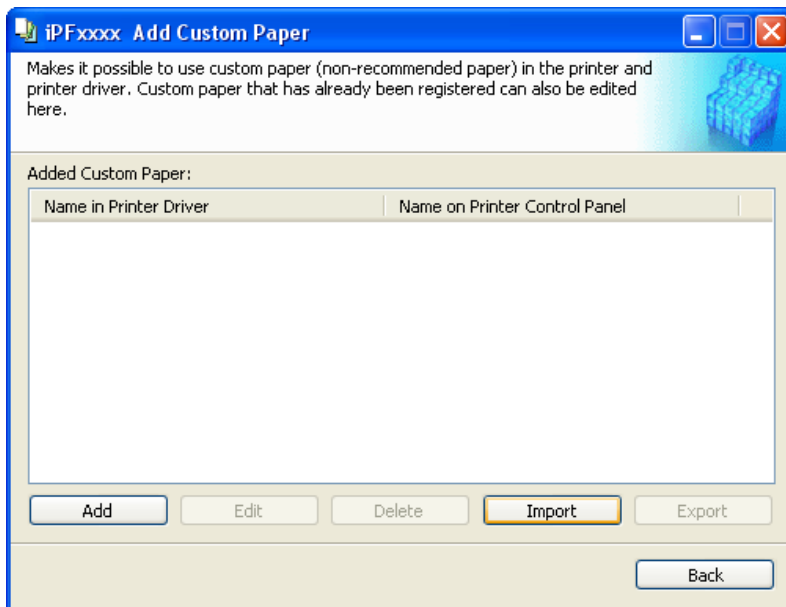 iPFxxxx Add Custom Paper
Makes it possible to use custom paper (non-recommended paper) in the printer and
printer driver. Custom paper that has already been registered can also be edited
here.
Added Custom Paper:
Name in Printer Driver Name on Printer Control Panel
Add Edit Delete Import Export
Back